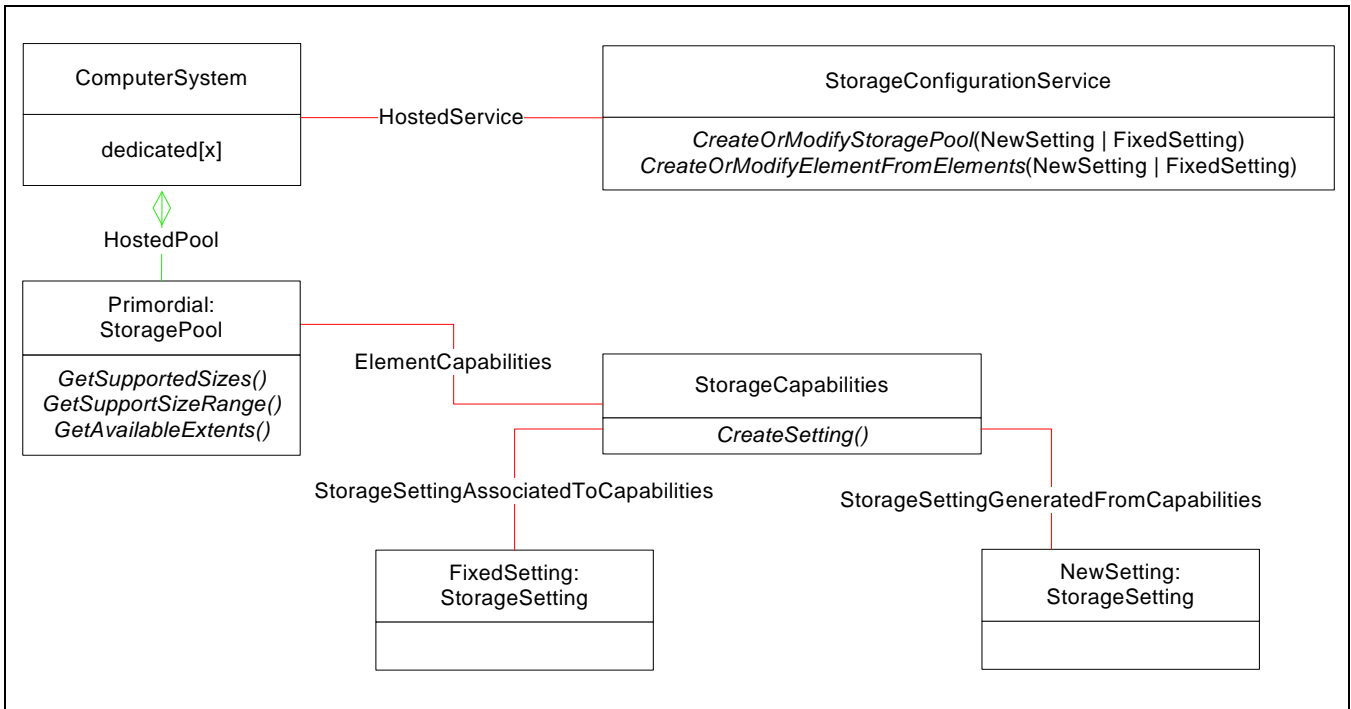 ComputerSystem
dedicated[x]
HostedService
StorageConfigurationService
CreateOrModifyStoragePool(NewSetting | FixedSetting)
CreateOrModifyElementFromElements(NewSetting | FixedSetting)
HostedPool
Primordial:
StoragePool
GetSupportedSizes()
GetSupportSizeRange()
GetAvailableExtents()
ElementCapabilities
StorageCapabilities
CreateSetting()
StorageSettingAssociatedToCapabilities
StorageSettingGeneratedFromCapabilities
FixedSetting:
StorageSetting
NewSetting:
StorageSetting